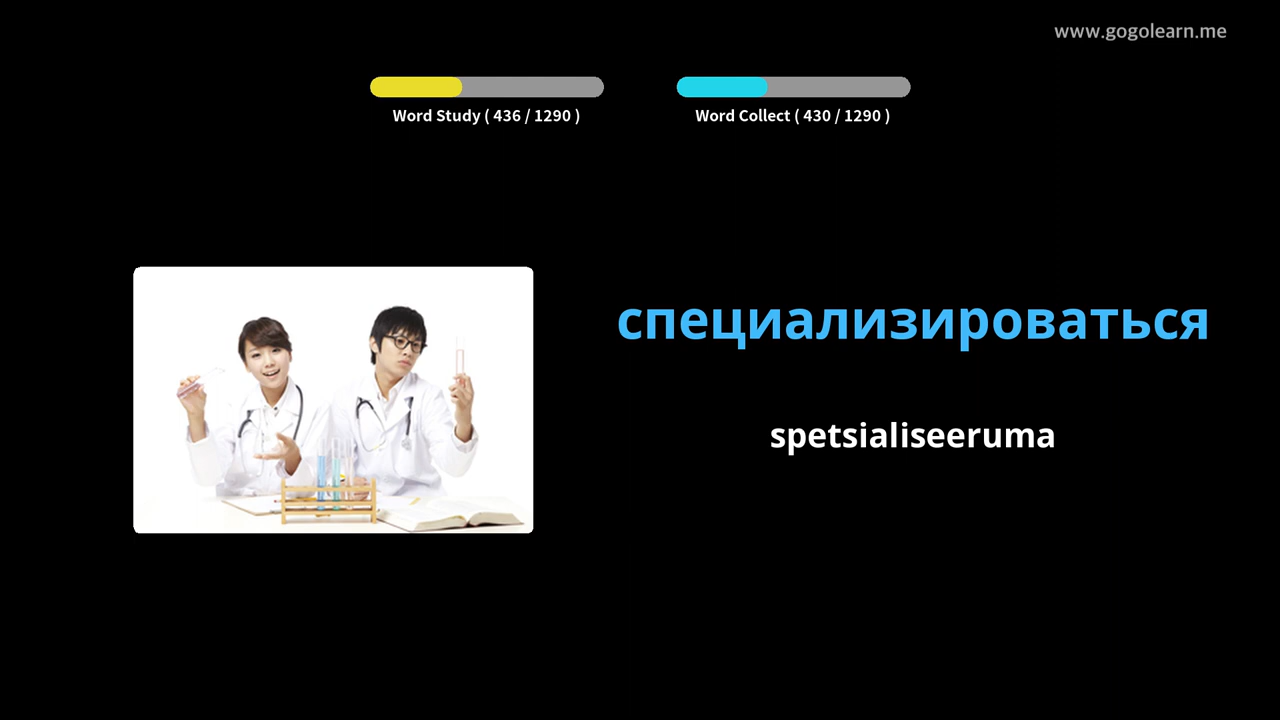 www.gogolearn.me
Word Study ( 436 / 1290 )
Word Collect ( 430 / 1290 )
специализироваться
spetsialiseeruma